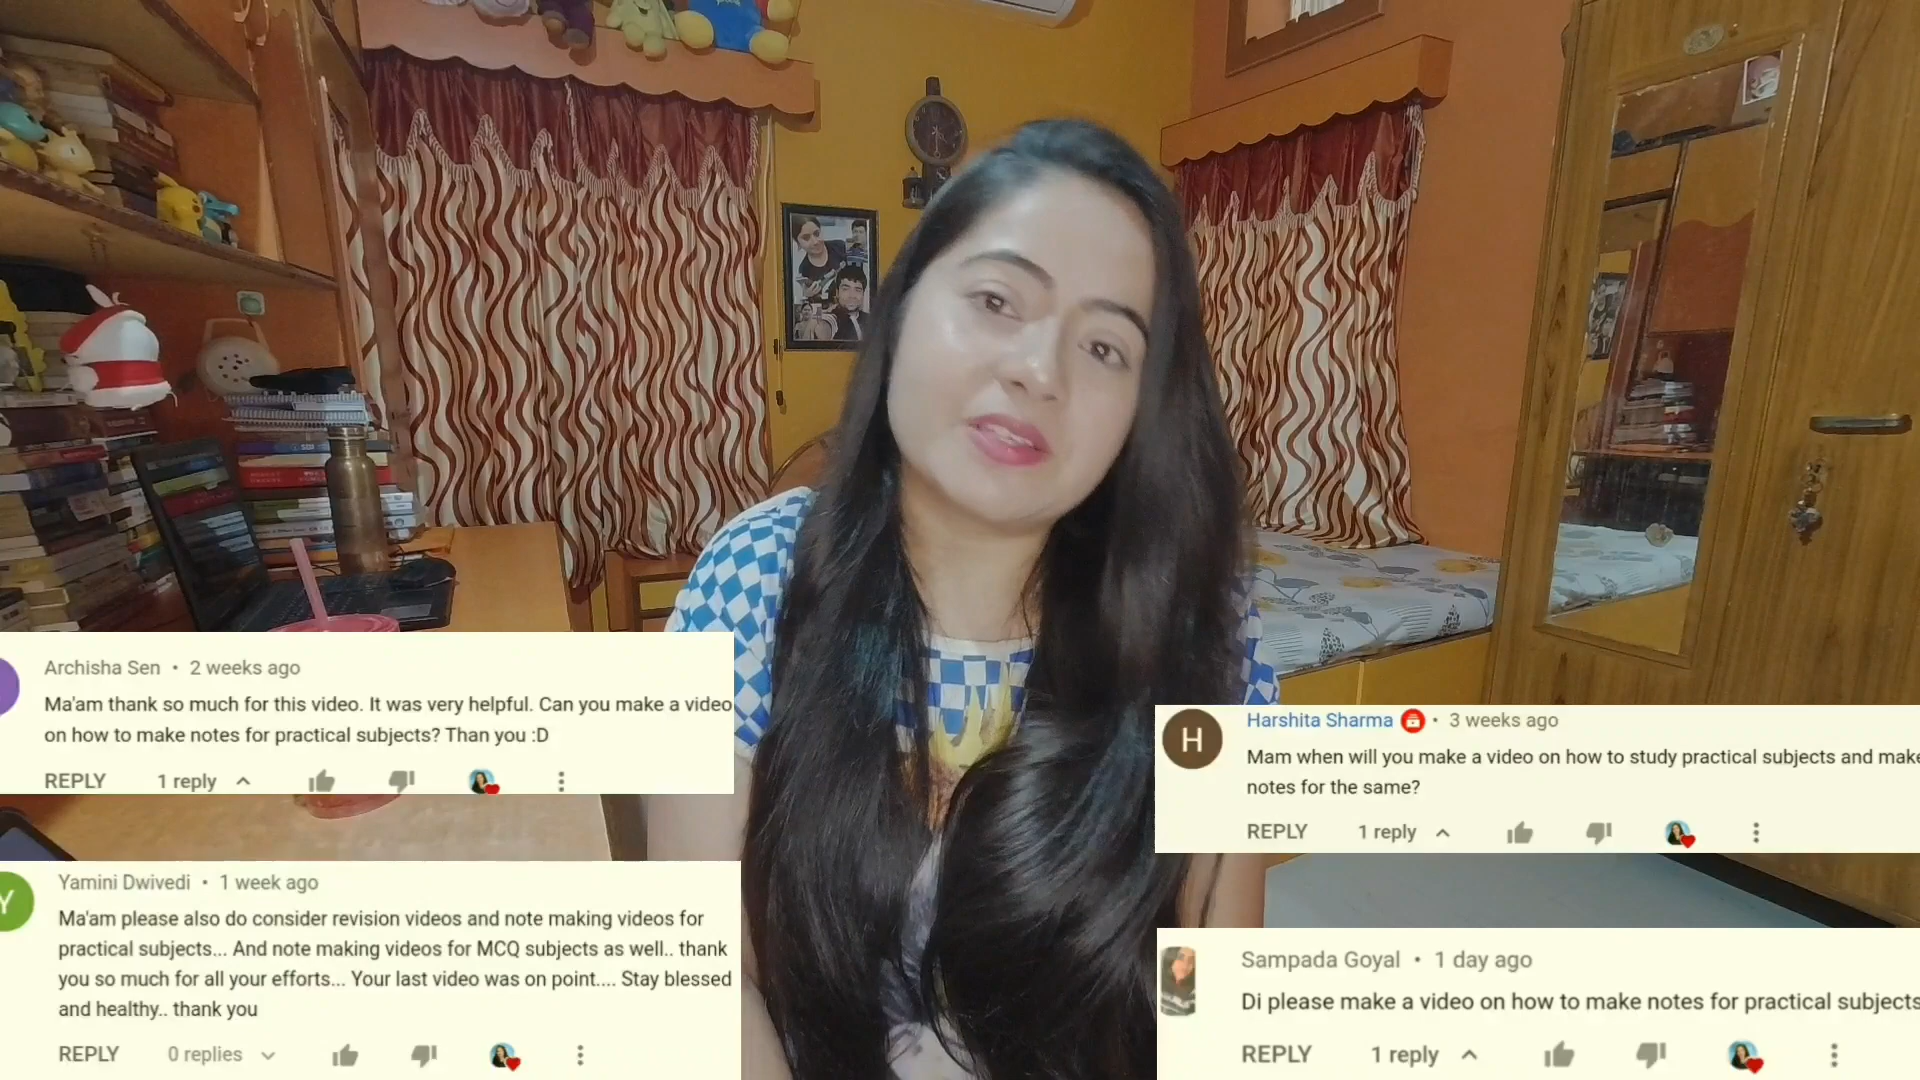 Archisha Sen • 2 weeks ago
Ma'am thank so much for this video. It was very helpful. Can you make a video
on how to make notes for practical subjects? Than you :D
REPLY 1 reply
Y
Yamini Dwivedi • 1 week ago
Ma'am please also do consider revision videos and note making videos for
practical subjects... And note making videos for MCQ subjects as well.. thank
you so much for all your efforts... Your last video was on point.... Stay blessed
and healthy.. thank you
REPLY 0 replies
H
Harshita Sharma • 3 weeks ago
Mam when will you make a video on how to study practical subjects and make
notes for the same?
REPLY 1 reply
Sampada Goyal • 1 day ago
Di please make a video on how to make notes for practical subjects
REPLY 1 reply